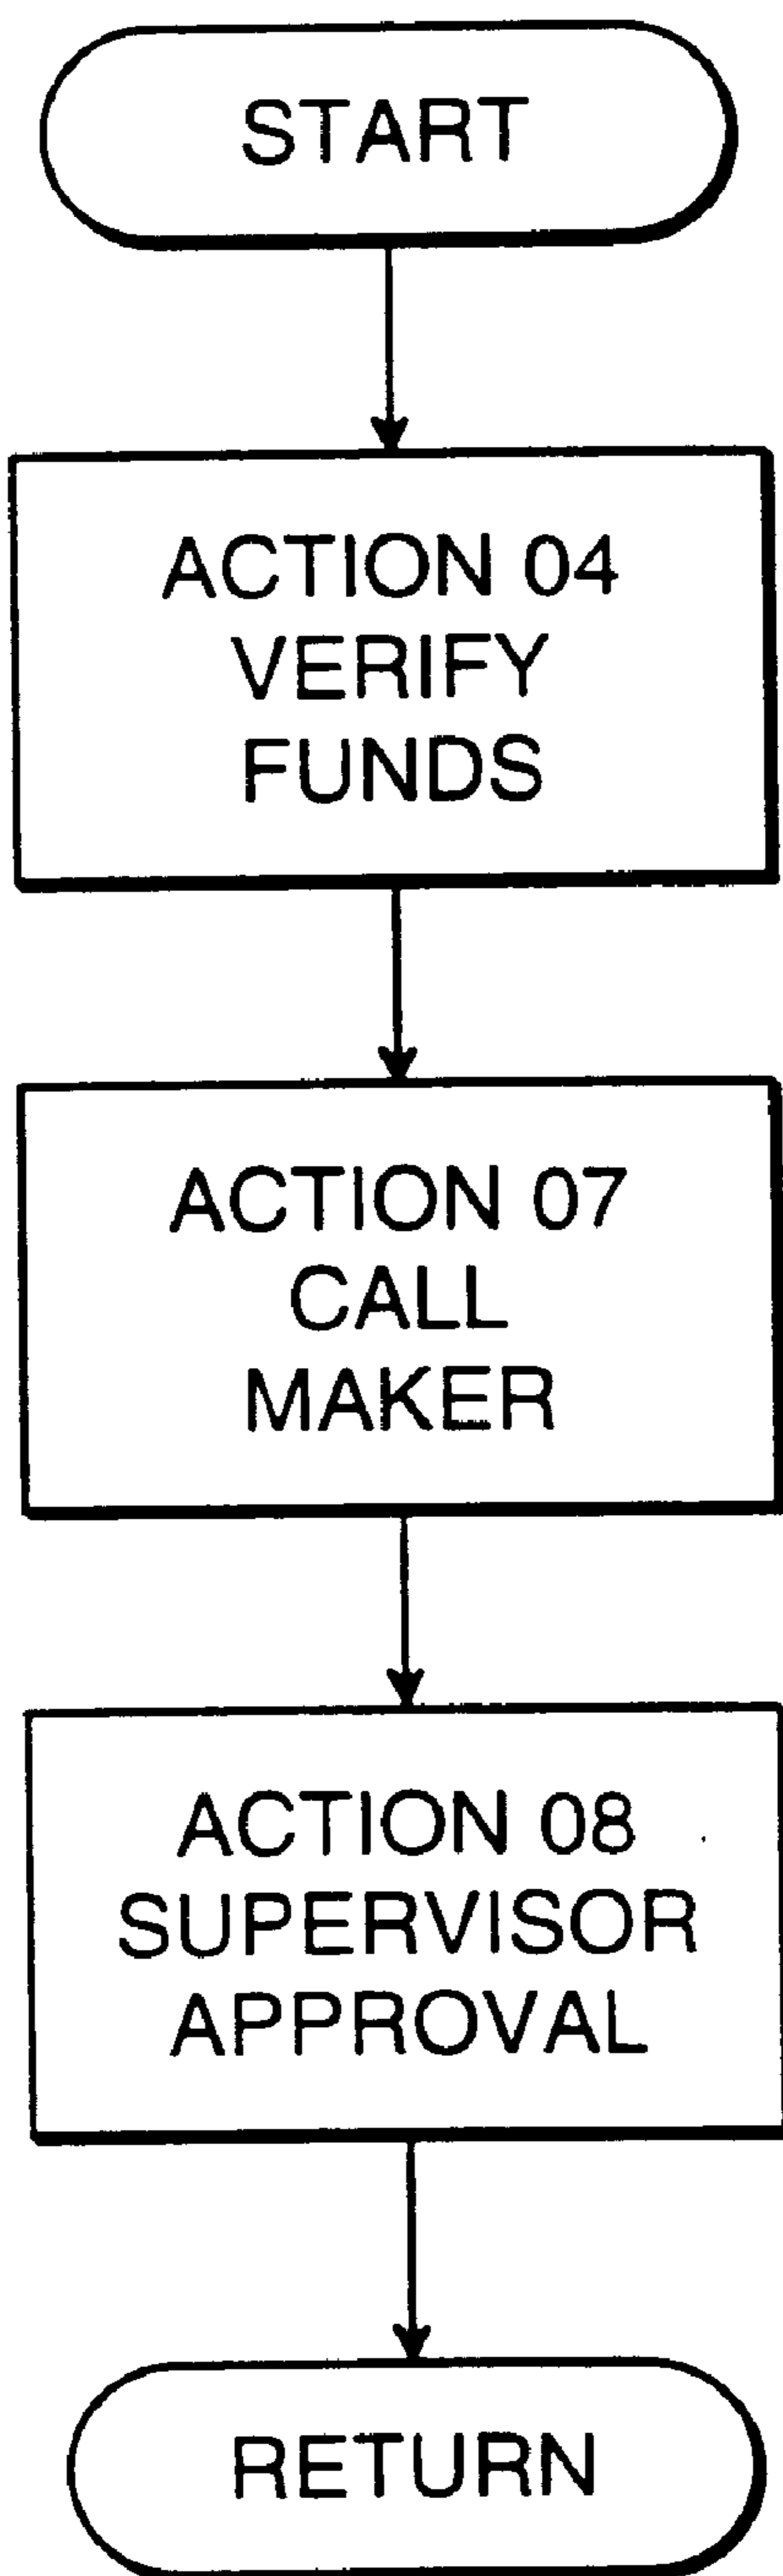 START
ACTION 04
VERIFY
FUNDS
ACTION 07
CALL
MAKER
ACTION 08
SUPERVISOR
APPROVAL
RETURN